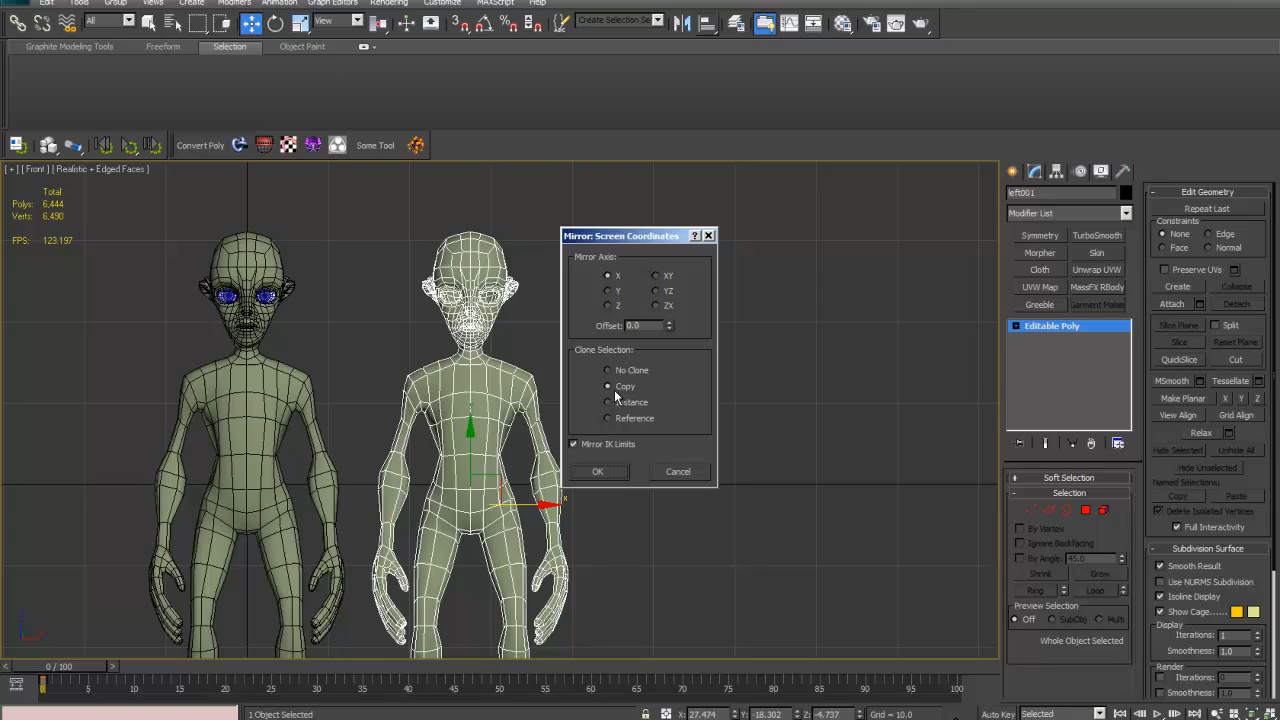 Edit Tools Group Views Create Modifiers Animation Graph Editors Rendering Customize MAXScript Help
All View Create Selection Se
Graphite Modeling Tools Freeform Selection Object Paint
Convert Poly Some Tool
[ + ] [ Front ] [ Realistic + Edged Faces ]
Total
Polys: 6,444
Verts: 6,490
FPS: 123.197
Mirror: Screen Coordinates
Mirror Axis:
X XY
Y YZ
Z ZX
Offset: 0.0
Clone Selection:
No Clone
Copy
Instance
Reference
Mirror IK Limits
OK Cancel
left001
Modifier List
Symmetry TurboSmooth
Morpher Skin
Cloth Unwrap UVW
UVW Map MassFX RBody
Greeble Garment Make
Editable Poly
Soft Selection
Selection
By Vertex
Ignore Backfacing
By Angle: 45.0
Shrink Grow
Ring Loop
Preview Selection
Off SubObj Multi
Whole Object Selected
Edit Geometry
Repeat Last
Constraints
None Edge
Face Normal
Preserve UVs
Create Collapse
Attach Detach
Slice Plane Split
Slice Reset Plane
QuickSlice Cut
MSmooth Tessellate
Make Planar X Y Z
View Align Grid Align
Relax
Hide Selected Unhide All
Hide Unselected
Named Selections:
Copy Paste
Delete Isolated Vertices
Full Interactivity
Subdivision Surface
Smooth Result
Use NURMS Subdivision
Isoline Display
Show Cage......
Display
Iterations: 1
Smoothness: 1.0
Render
Iterations: 0
Smoothness: 1.0
x
0 / 100
0 5 10 15 20 25 30 35 40 45 50 55 60 65 70 75 80 85 90 95 100
1 Object Selected X: 27.474 Y: -18.302 Z: -4.737 Grid = 10.0 Auto Key Selected